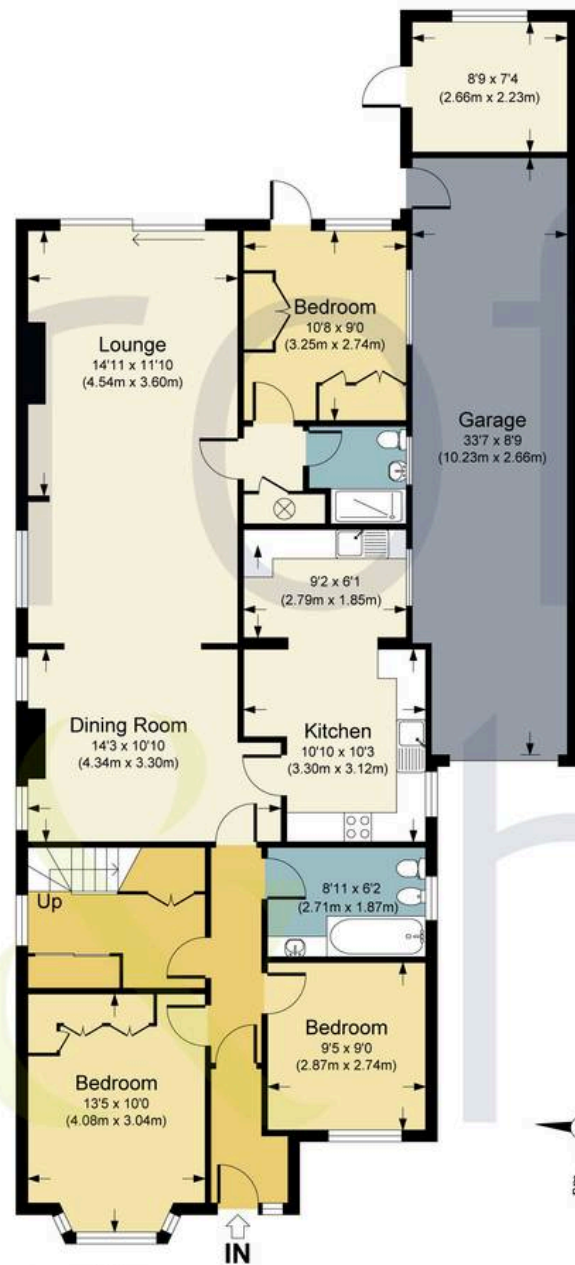 8'9 x 7'4
(2.66m x 2.23m)
Lounge
14'11 x 11'10
(4.54m x 3.60m)
Bedroom
10'8 x 9'0
(3.25m x 2.74m)
Garage
33'7 x 8'9
(10.23m x 2.66m)
9'2 x 6'1
(2.79m x 1.85m)
Dining Room
14'3 x 10'10
(4.34m x 3.30m)
Kitchen
10'10 x 10'3
(3.30m x 3.12m)
Up
8'11 x 6'2
(2.71m x 1.87m)
Bedroom
13'5 x 10'0
(4.08m x 3.04m)
Bedroom
9'5 x 9'0
(2.87m x 2.74m)
IN